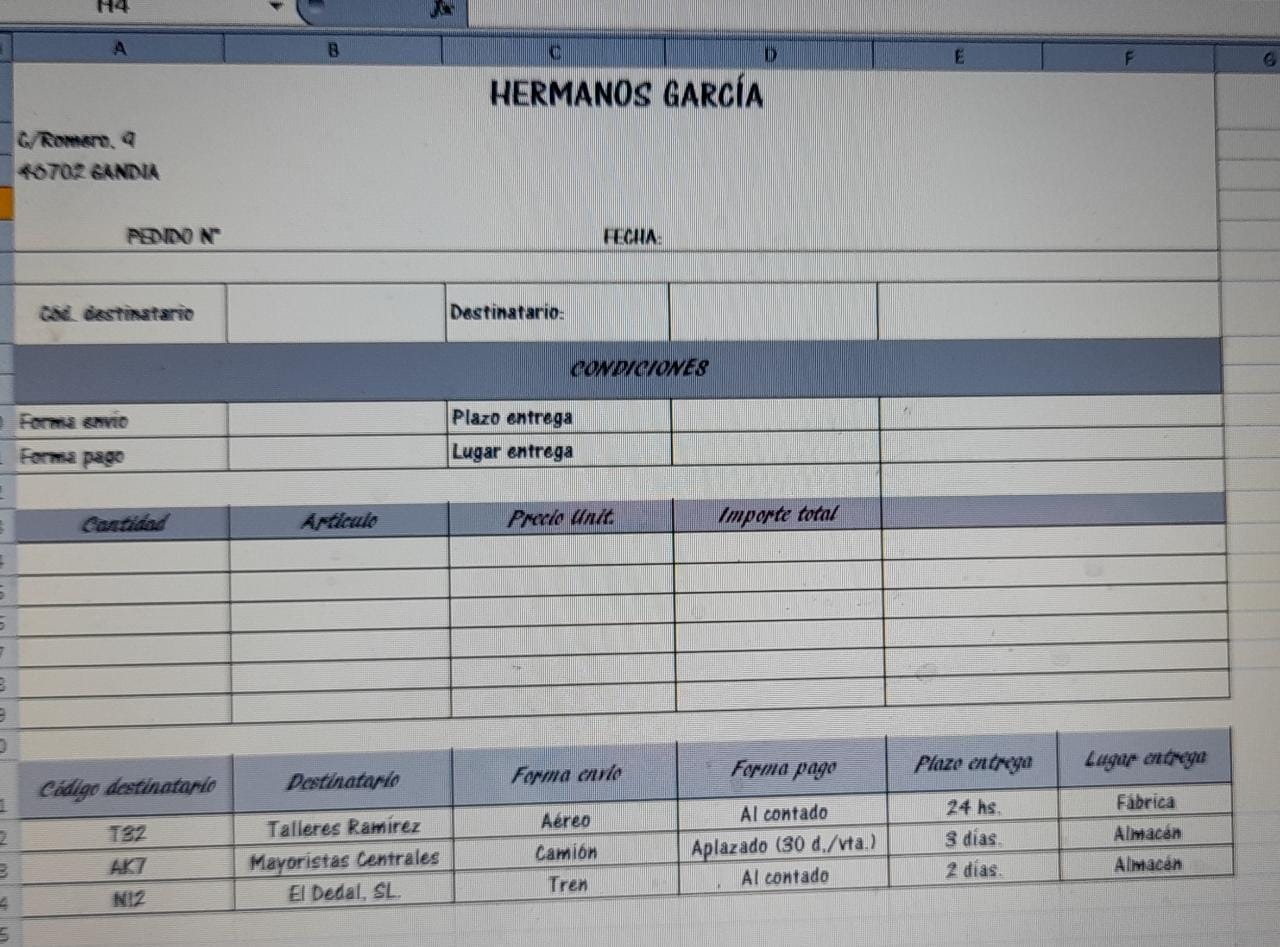 H4 fx
A B C D E F G
HERMANOS GARCÍA
C/Romero, 9
46702 GANDIA
PEDIDO Nº FECHA:
Cód. destinatario Destinatario:
CONDICIONES
Forma envío Plazo entrega
Forma pago Lugar entrega
Cantidad Artículo Precio Unit. Importe total
Código destinatario Destinatario Forma envío Forma pago Plazo entrega Lugar entrega
TB2 Talleres Ramírez Aéreo Al contado 24 hs. Fábrica
AK7 Mayoristas Centrales Camión Aplazado (30 d./vta.) 3 días. Almacén
N12 El Dedal, SL. Tren Al contado 2 días. Almacén